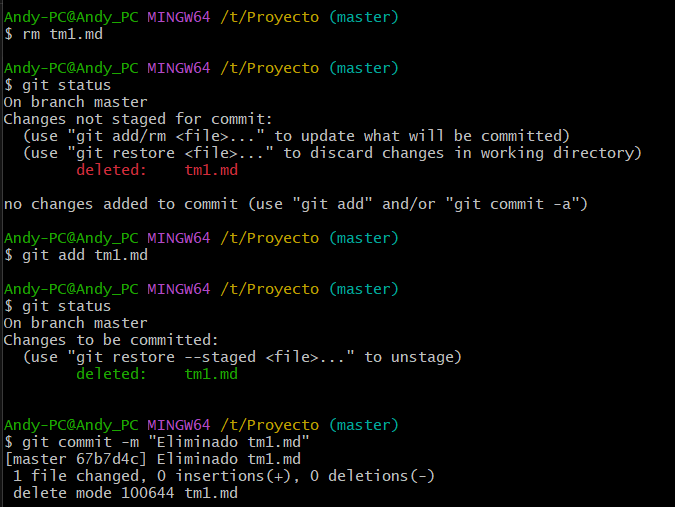 Andy-PC@Andy_PC MINGW64 /t/Proyecto (master)
$ rm tm1.md
Andy-PC@Andy_PC MINGW64 /t/Proyecto (master)
$ git status
On branch master
Changes not staged for commit:
  (use "git add/rm <file>..." to update what will be committed)
  (use "git restore <file>..." to discard changes in working directory)
        deleted:    tm1.md
no changes added to commit (use "git add" and/or "git commit -a")
Andy-PC@Andy_PC MINGW64 /t/Proyecto (master)
$ git add tm1.md
Andy-PC@Andy_PC MINGW64 /t/Proyecto (master)
$ git status
On branch master
Changes to be committed:
  (use "git restore --staged <file>..." to unstage)
        deleted:    tm1.md
Andy-PC@Andy_PC MINGW64 /t/Proyecto (master)
$ git commit -m "Eliminado tm1.md"
[master 67b7d4c] Eliminado tm1.md
 1 file changed, 0 insertions(+), 0 deletions(-)
 delete mode 100644 tm1.md